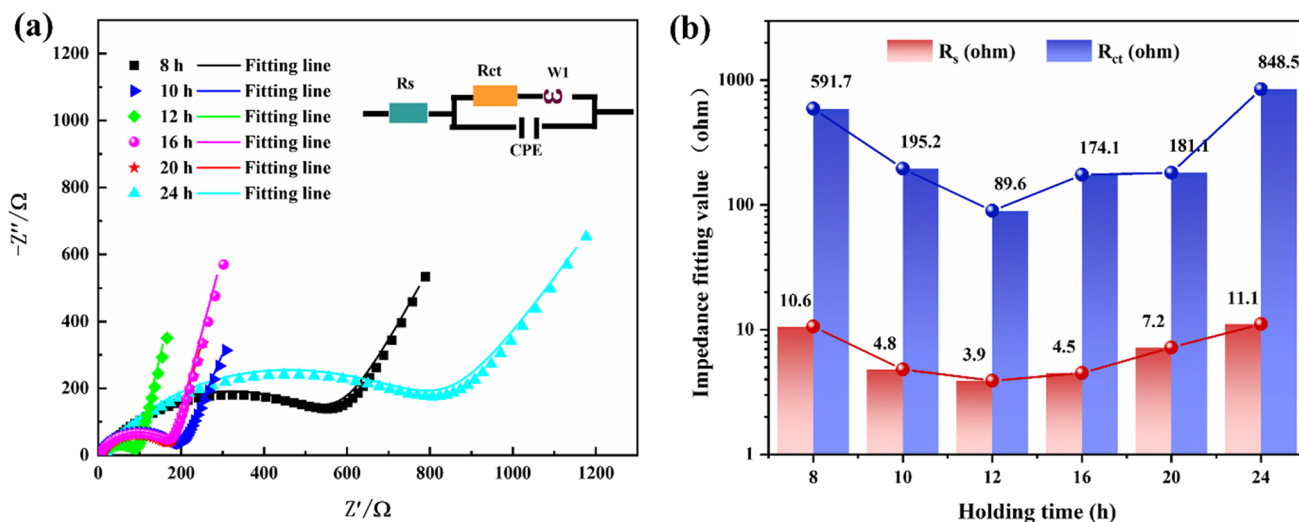 (a)
1200
1000
800
600
400
200
0
0 200 400 600 800 1000 1200
-Z″/Ω
Z′/Ω
8 h Fitting line
10 h Fitting line
12 h Fitting line
16 h Fitting line
20 h Fitting line
24 h Fitting line
Rs
Rct
W1
CPE
(b)
Rs (ohm) Rct (ohm)
Impedance fitting value （ohm）
1000
100
10
1
591.7
195.2
89.6
174.1
181.1
848.5
10.6
4.8
3.9
4.5
7.2
11.1
8 10 12 16 20 24
Holding time (h)